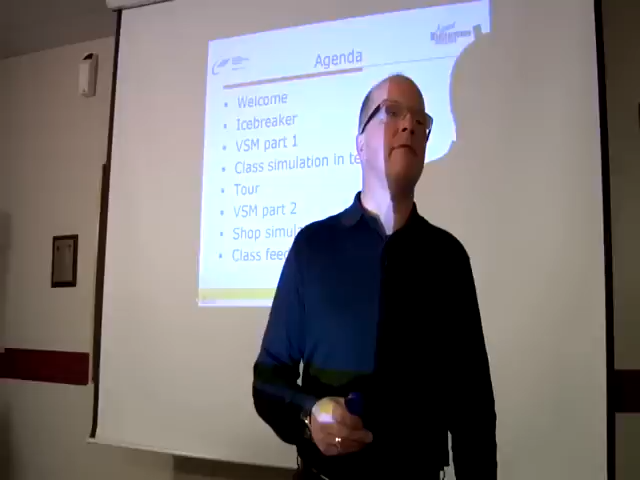 Agenda
• Welcome
• Icebreaker
• VSM part 1
• Class simulation in te
• Tour
• VSM part 2
• Shop simul
• Class feed